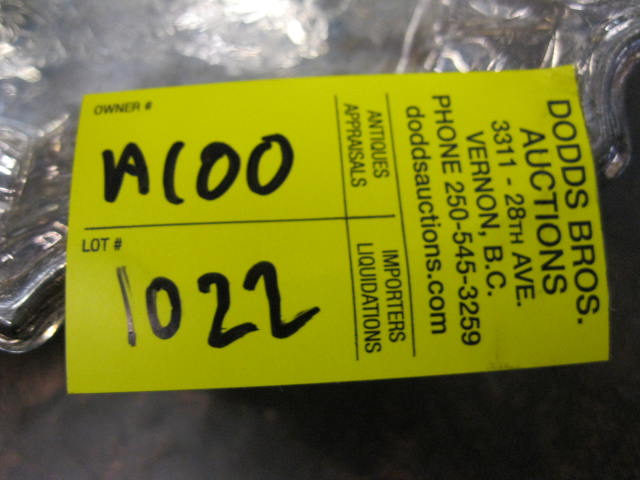 OWNER #
LOT #
1022
ANTIQUES
APPRAISALS
IMPORTERS
LIQUIDATIONS
DODDS BROS.
AUCTIONS
3311 - 28TH AVE.
VERNON, B.C.
PHONE 250-545-3259
doddsauctions.com